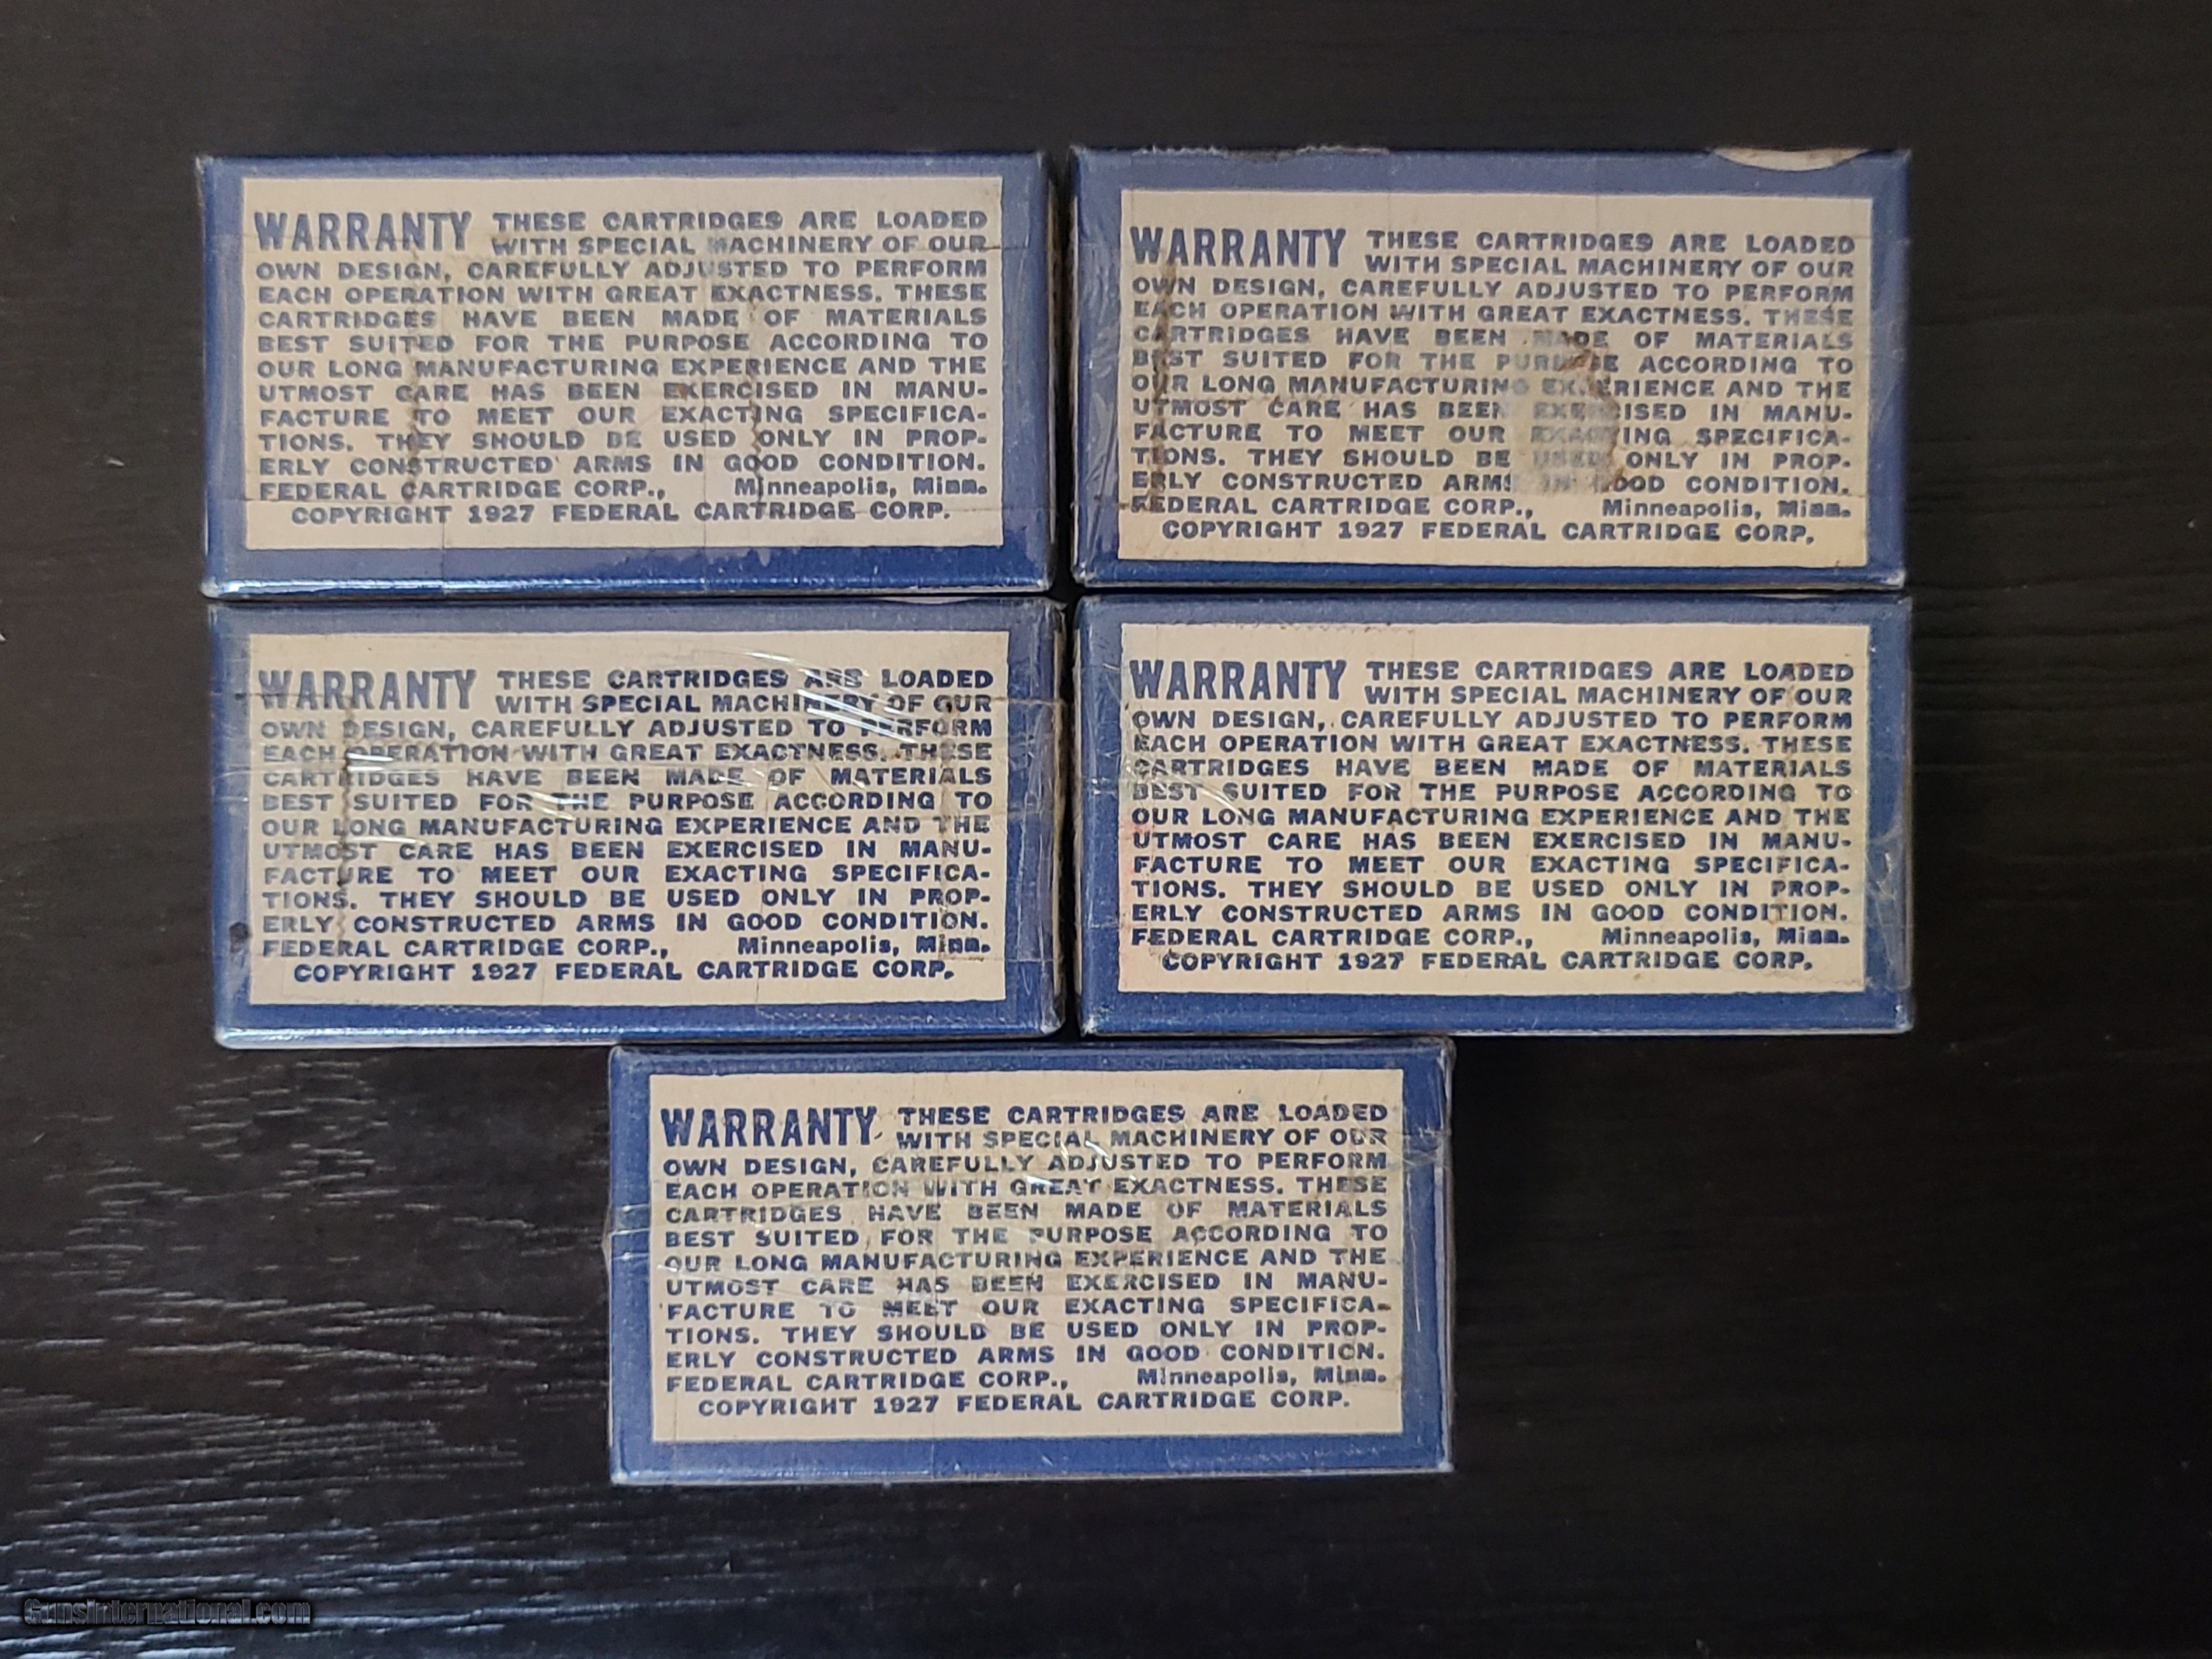 WARRANTY THESE CARTRIDGES ARE LOADED
WITH SPECIAL MACHINERY OF OUR
OWN DESIGN, CAREFULLY ADJUSTED TO PERFORM
EACH OPERATION WITH GREAT EXACTNESS. THESE
CARTRIDGES HAVE BEEN MADE OF MATERIALS
BEST SUITED FOR THE PURPOSE ACCORDING TO
OUR LONG MANUFACTURING EXPERIENCE AND THE
UTMOST CARE HAS BEEN EXERCISED IN MANU-
FACTURE TO MEET OUR EXACTING SPECIFICA-
TIONS. THEY SHOULD BE USED ONLY IN PROP-
ERLY CONSTRUCTED ARMS IN GOOD CONDITION.
FEDERAL CARTRIDGE CORP., Minneapolis, Minn.
COPYRIGHT 1927 FEDERAL CARTRIDGE CORP.
WARRANTY THESE CARTRIDGES ARE LOADED
WITH SPECIAL MACHINERY OF OUR
OWN DESIGN, CAREFULLY ADJUSTED TO PERFORM
EACH OPERATION WITH GREAT EXACTNESS. THESE
CARTRIDGES HAVE BEEN MADE OF MATERIALS
BEST SUITED FOR THE PURPOSE ACCORDING TO
OUR LONG MANUFACTURING EXPERIENCE AND THE
UTMOST CARE HAS BEEN EXERCISED IN MANU-
FACTURE TO MEET OUR EXACTING SPECIFICA-
TIONS. THEY SHOULD BE USED ONLY IN PROP-
ERLY CONSTRUCTED ARMS IN GOOD CONDITION.
FEDERAL CARTRIDGE CORP., Minneapolis, Minn.
COPYRIGHT 1927 FEDERAL CARTRIDGE CORP.
WARRANTY THESE CARTRIDGES ARE LOADED
WITH SPECIAL MACHINERY OF OUR
OWN DESIGN, CAREFULLY ADJUSTED TO PERFORM
EACH OPERATION WITH GREAT EXACTNESS. THESE
CARTRIDGES HAVE BEEN MADE OF MATERIALS
BEST SUITED FOR THE PURPOSE ACCORDING TO
OUR LONG MANUFACTURING EXPERIENCE AND THE
UTMOST CARE HAS BEEN EXERCISED IN MANU-
FACTURE TO MEET OUR EXACTING SPECIFICA-
TIONS. THEY SHOULD BE USED ONLY IN PROP-
ERLY CONSTRUCTED ARMS IN GOOD CONDITION.
FEDERAL CARTRIDGE CORP., Minneapolis, Minn.
COPYRIGHT 1927 FEDERAL CARTRIDGE CORP.
WARRANTY THESE CARTRIDGES ARE LOADED
WITH SPECIAL MACHINERY OF OUR
OWN DESIGN, CAREFULLY ADJUSTED TO PERFORM
EACH OPERATION WITH GREAT EXACTNESS. THESE
CARTRIDGES HAVE BEEN MADE OF MATERIALS
BEST SUITED FOR THE PURPOSE ACCORDING TO
OUR LONG MANUFACTURING EXPERIENCE AND THE
UTMOST CARE HAS BEEN EXERCISED IN MANU-
FACTURE TO MEET OUR EXACTING SPECIFICA-
TIONS. THEY SHOULD BE USED ONLY IN PROP-
ERLY CONSTRUCTED ARMS IN GOOD CONDITION.
FEDERAL CARTRIDGE CORP., Minneapolis, Minn.
COPYRIGHT 1927 FEDERAL CARTRIDGE CORP.
WARRANTY THESE CARTRIDGES ARE LOADED
WITH SPECIAL MACHINERY OF OUR
OWN DESIGN, CAREFULLY ADJUSTED TO PERFORM
EACH OPERATION WITH GREAT EXACTNESS. THESE
CARTRIDGES HAVE BEEN MADE OF MATERIALS
BEST SUITED FOR THE PURPOSE ACCORDING TO
OUR LONG MANUFACTURING EXPERIENCE AND THE
UTMOST CARE HAS BEEN EXERCISED IN MANU-
FACTURE TO MEET OUR EXACTING SPECIFICA-
TIONS. THEY SHOULD BE USED ONLY IN PROP-
ERLY CONSTRUCTED ARMS IN GOOD CONDITION.
FEDERAL CARTRIDGE CORP., Minneapolis, Minn.
COPYRIGHT 1927 FEDERAL CARTRIDGE CORP.
GunsInternational.com